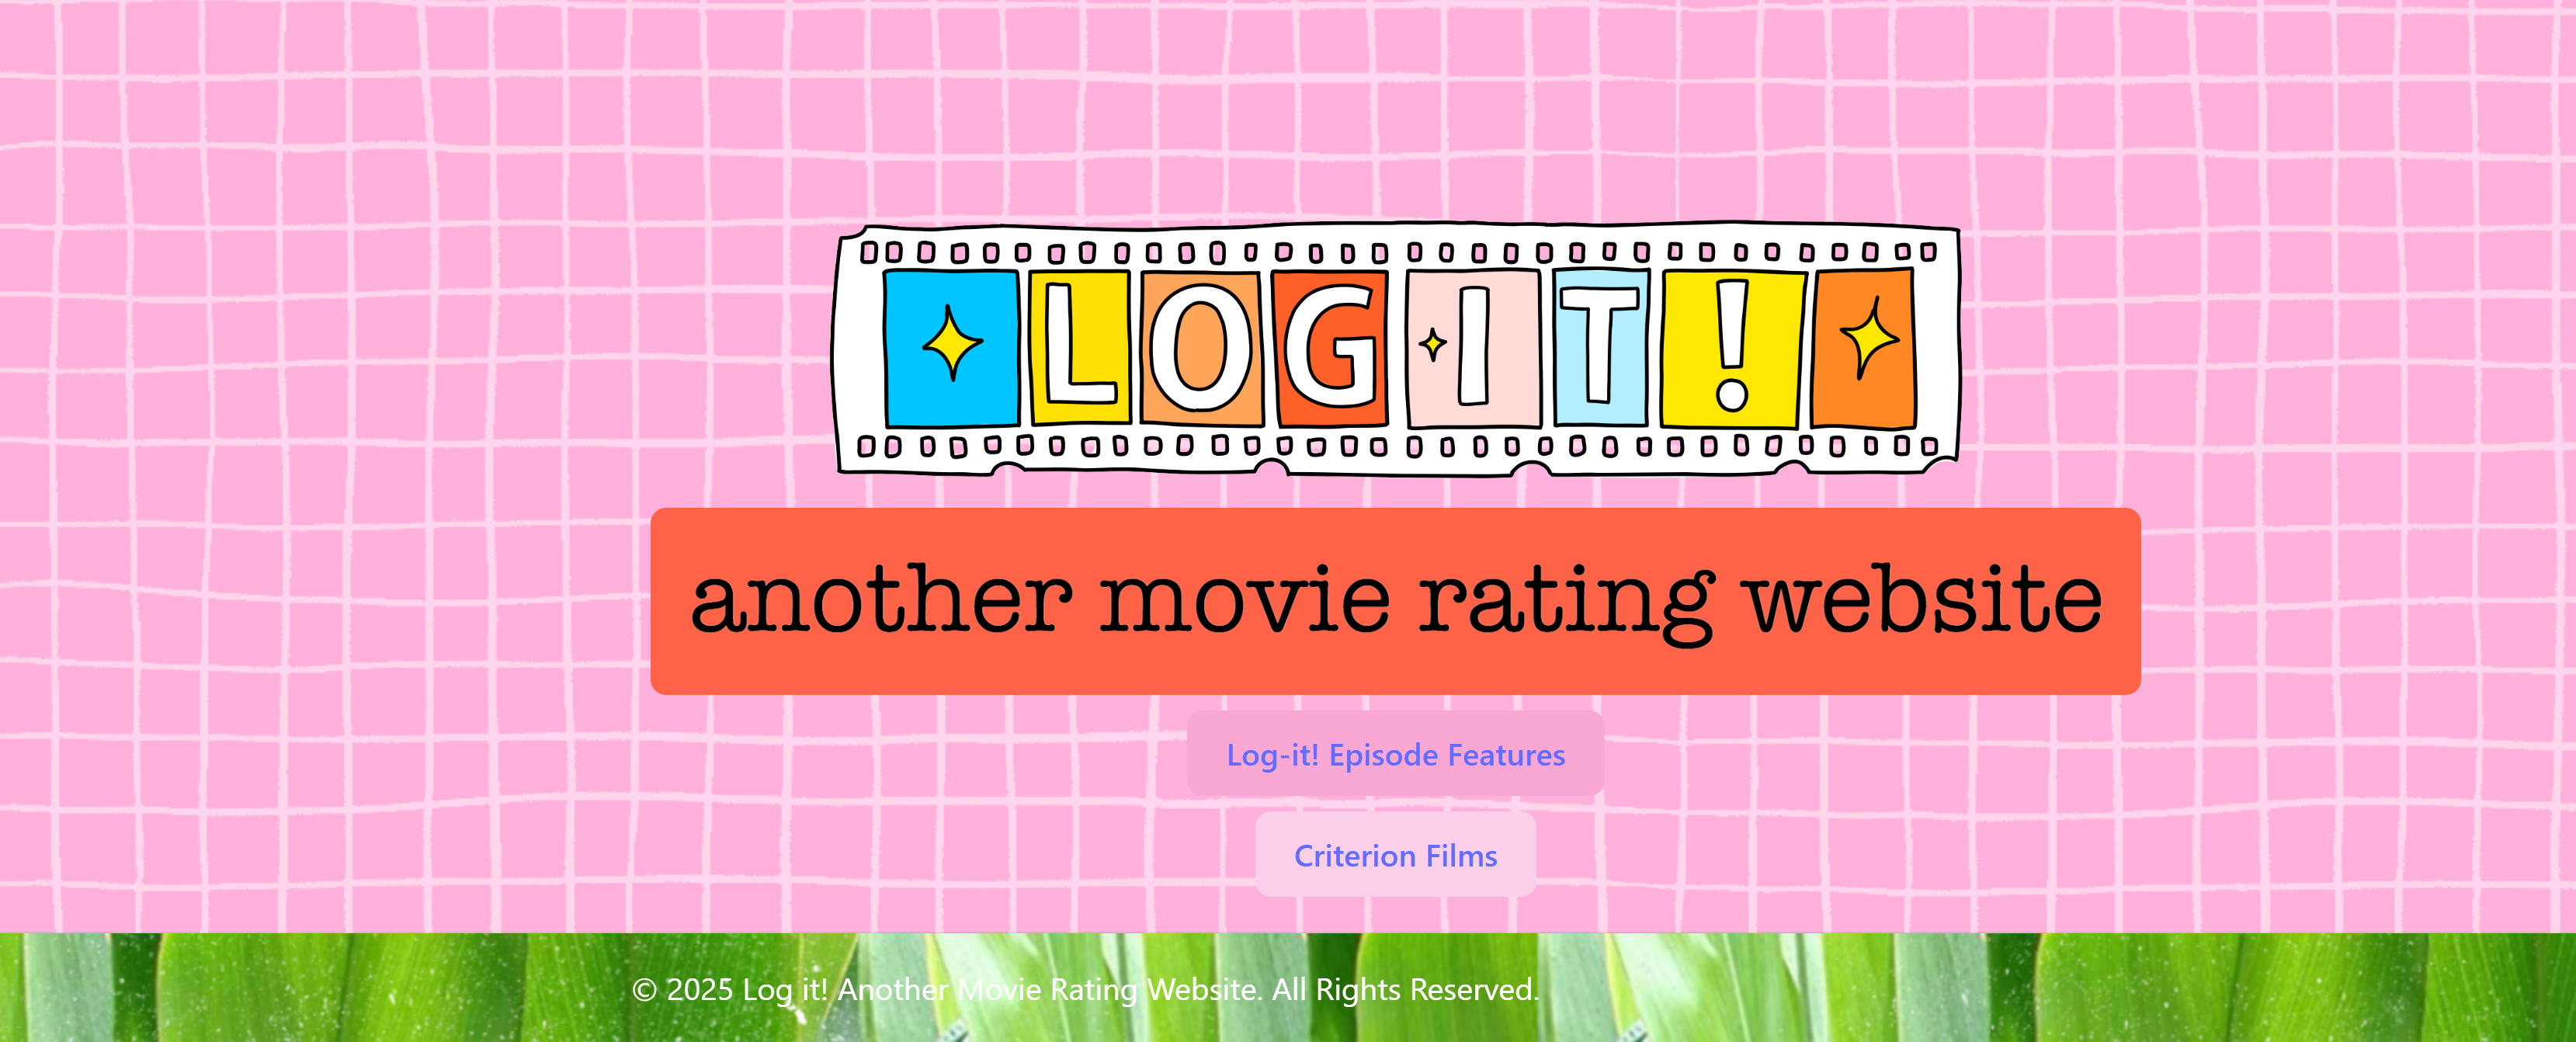 LOG IT!
another movie rating website
Log-it! Episode Features
Criterion Films
© 2025 Log it! Another Movie Rating Website. All Rights Reserved.